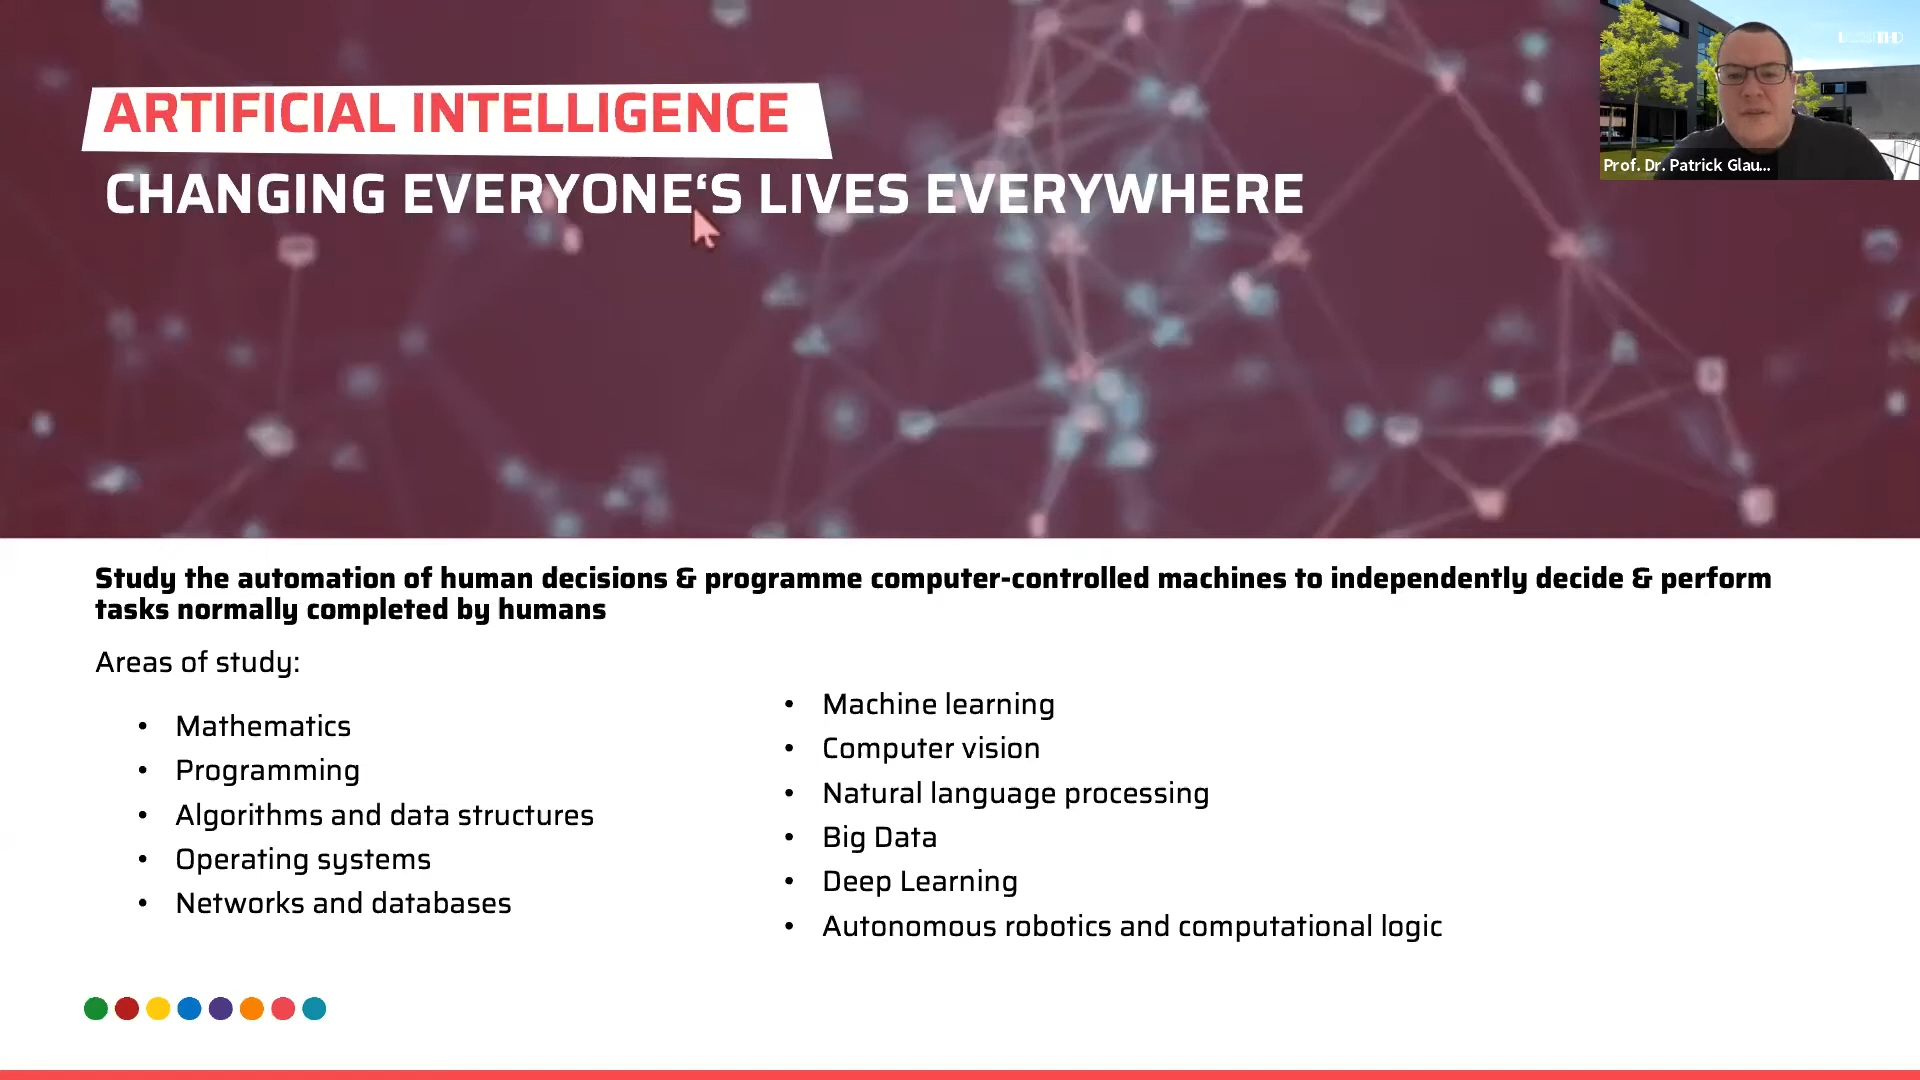 ARTIFICIAL INTELLIGENCE
CHANGING EVERYONE‘S LIVES EVERYWHERE
Prof. Dr. Patrick Glau...
Study the automation of human decisions & programme computer-controlled machines to independently decide & perform
tasks normally completed by humans
Areas of study:
• Mathematics
• Programming
• Algorithms and data structures
• Operating systems
• Networks and databases
• Machine learning
• Computer vision
• Natural language processing
• Big Data
• Deep Learning
• Autonomous robotics and computational logic